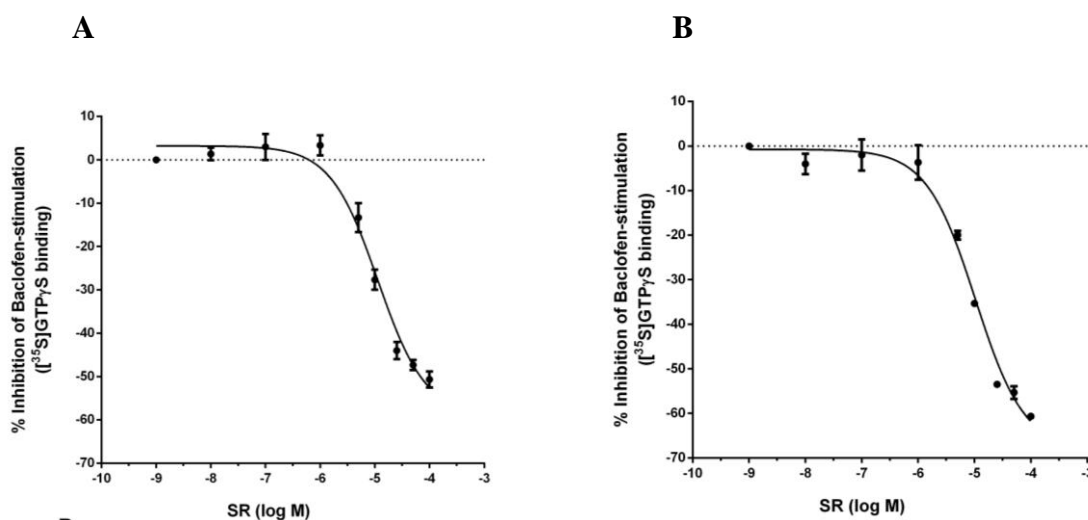 A
B
10
0
-10
-20
-30
-40
-50
-60
-70
% Inhibition of Baclofen-stimulation
([³⁵S]GTPγS binding)
-10 -9 -8 -7 -6 -5 -4 -3
SR (log M)
10
0
-10
-20
-30
-40
-50
-60
-70
% Inhibition of Baclofen-stimulation
([³⁵S]GTPγS binding)
-10 -9 -8 -7 -6 -5 -4 -3
SR (log M)